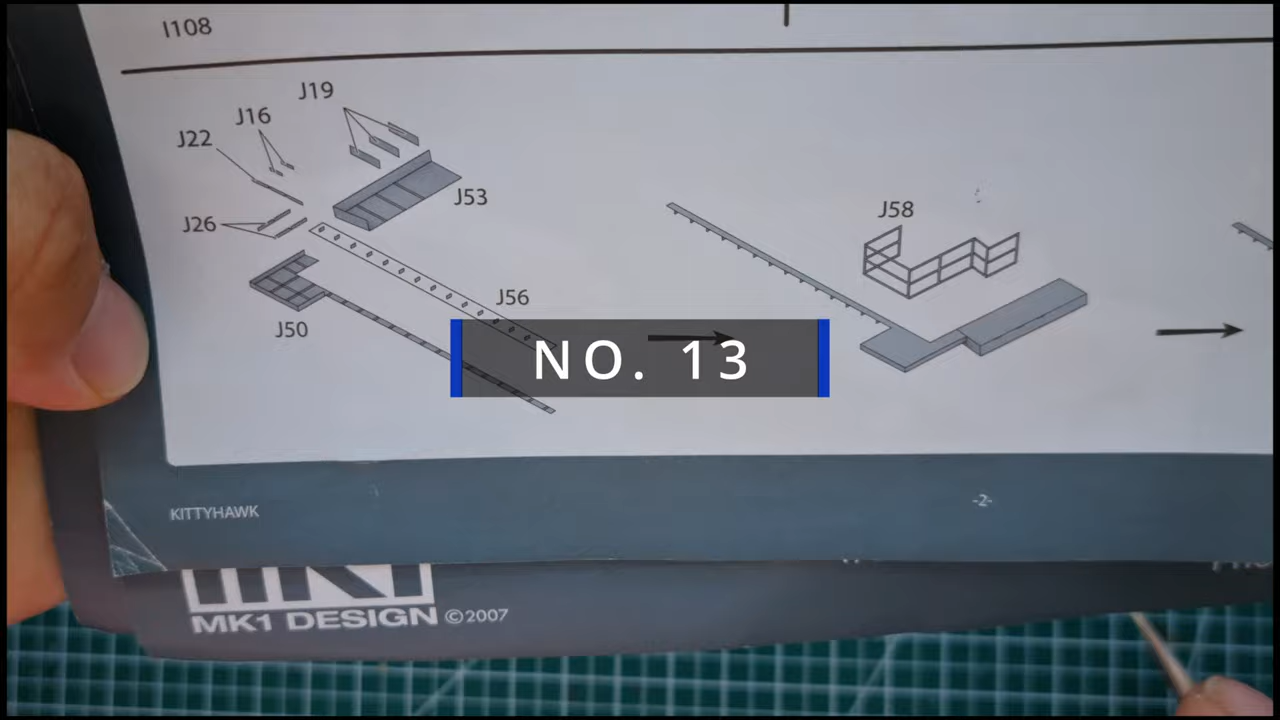 I108
J19
J16
J22
J53
J26
J58
J56
J50
NO. 13
KITTYHAWK
-2-
MK1 DESIGN ©2007